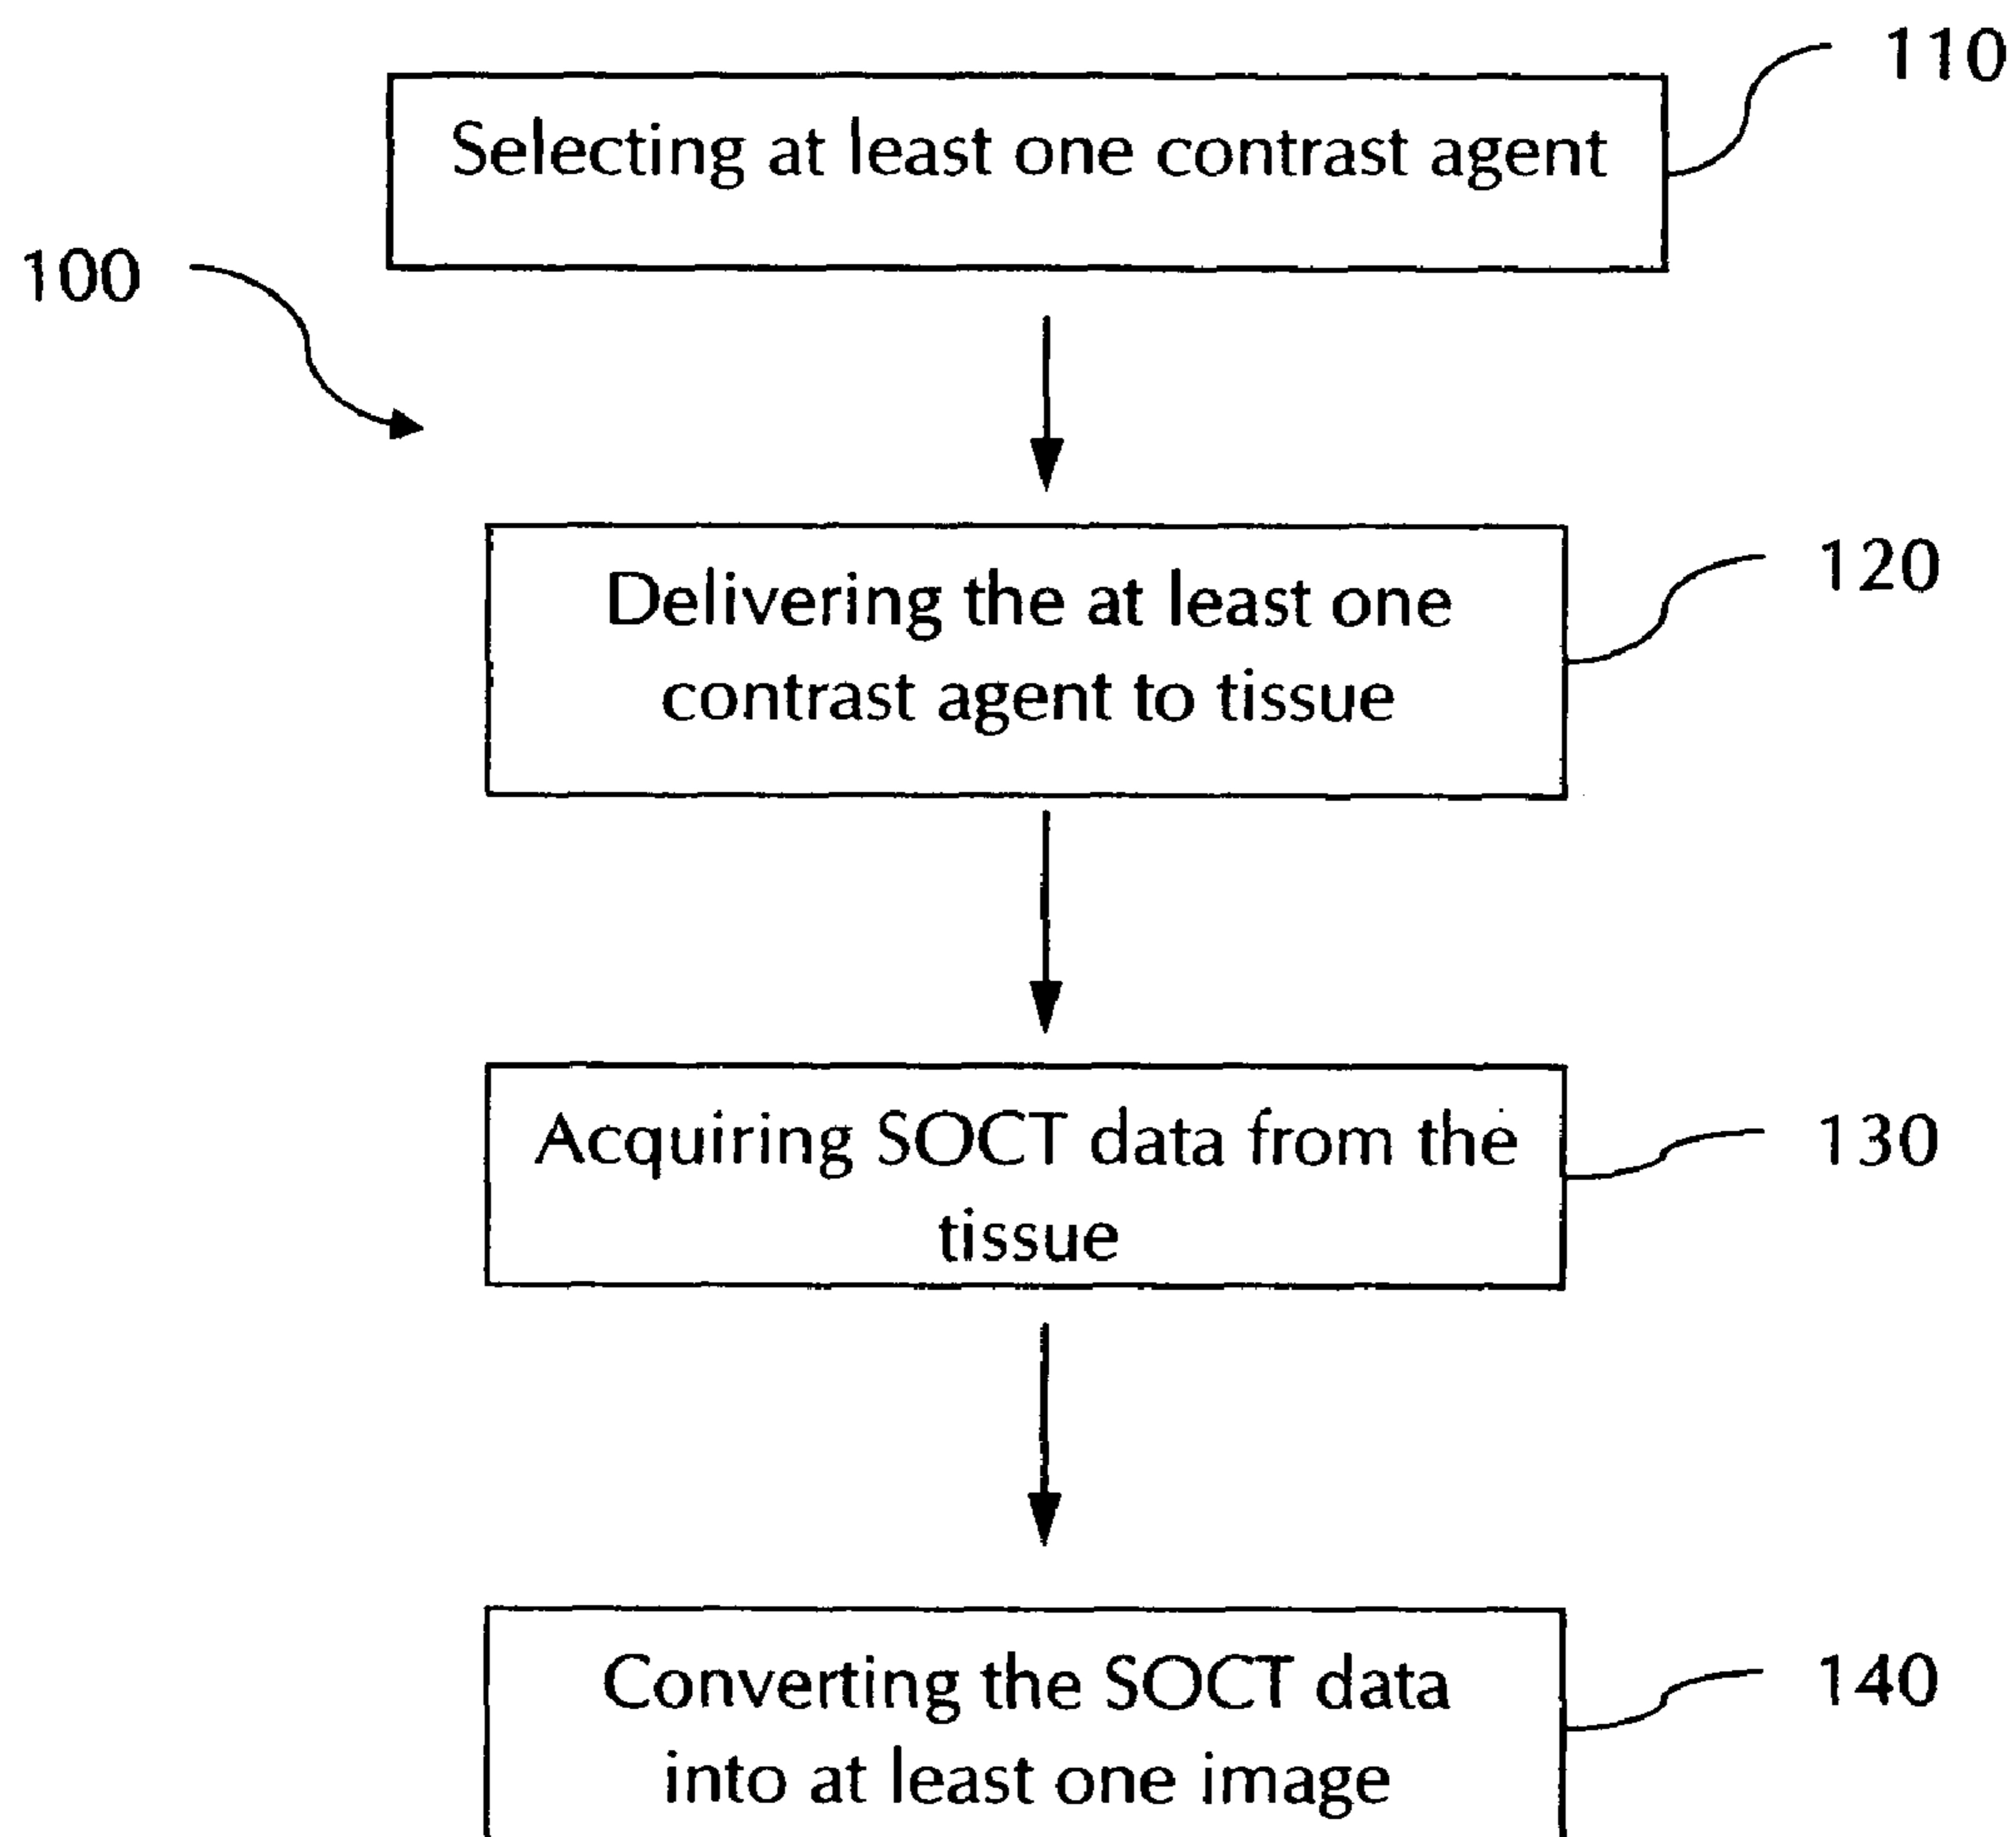 110
Selecting at least one contrast agent
100
Delivering the at least one
contrast agent to tissue
120
Acquiring SOCT data from the
tissue
130
Converting the SOCT data
into at least one image
140